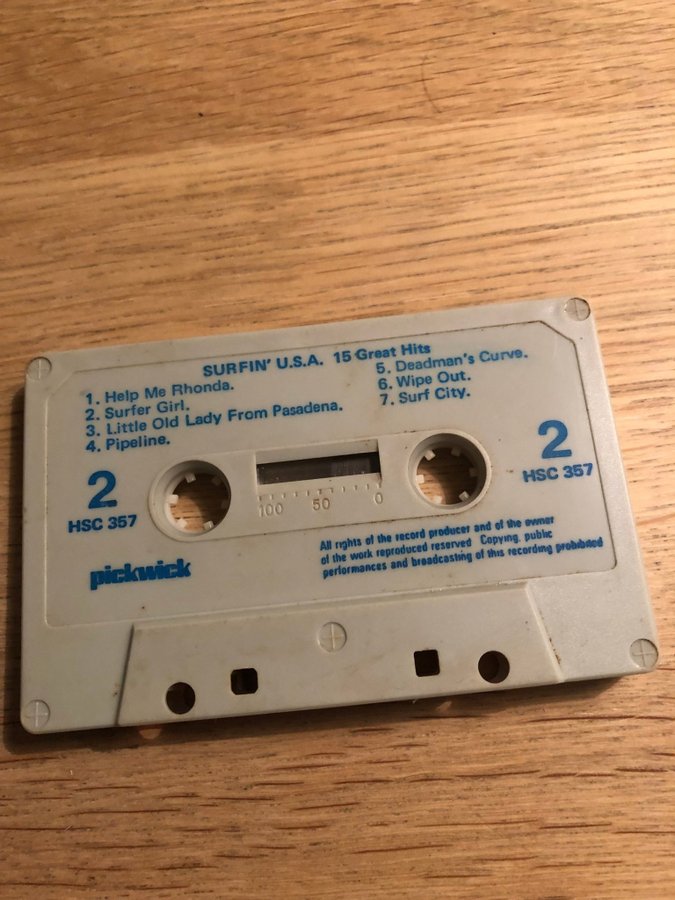 SURFIN' U.S.A. 15 Great Hits
1. Help Me Rhonda.
2. Surfer Girl.
3. Little Old Lady From Pasadena.
4. Pipeline.
5. Deadman's Curve.
6. Wipe Out.
7. Surf City.
2
HSC 357
100 50 0
2
HSC 357
pickwick
All rights of the record producer and of the owner
of the work reproduced reserved Copying, public
performances and broadcasting of this recording prohibited